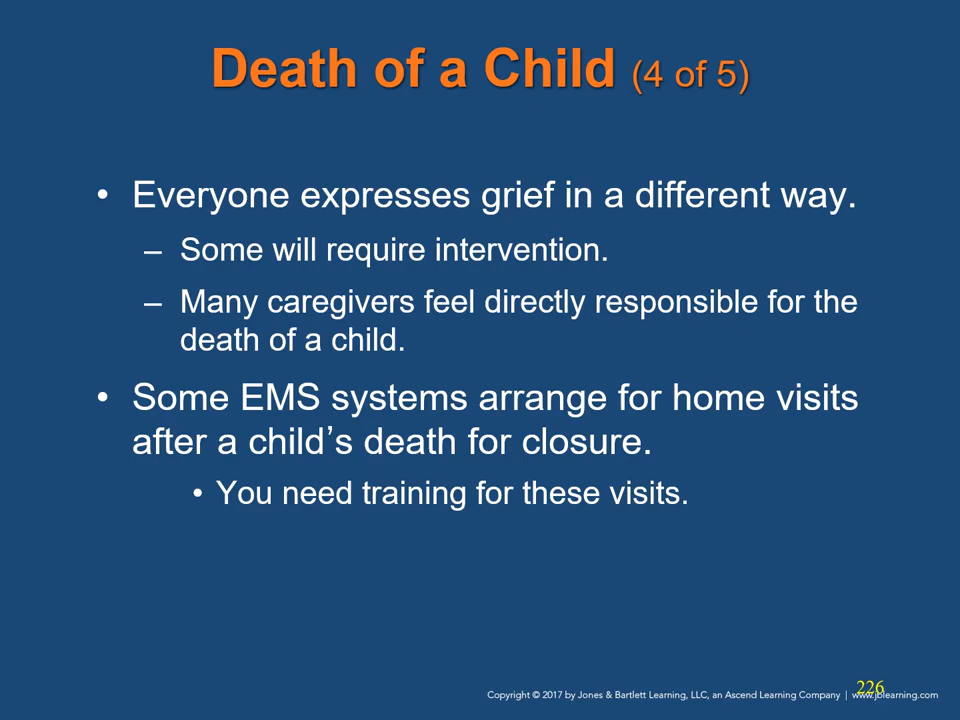 Death of a Child (4 of 5)
• Everyone expresses grief in a different way.
– Some will require intervention.
– Many caregivers feel directly responsible for the
death of a child.
• Some EMS systems arrange for home visits
after a child’s death for closure.
• You need training for these visits.
226
Copyright © 2017 by Jones & Bartlett Learning, LLC, an Ascend Learning Company | www.jblearning.com